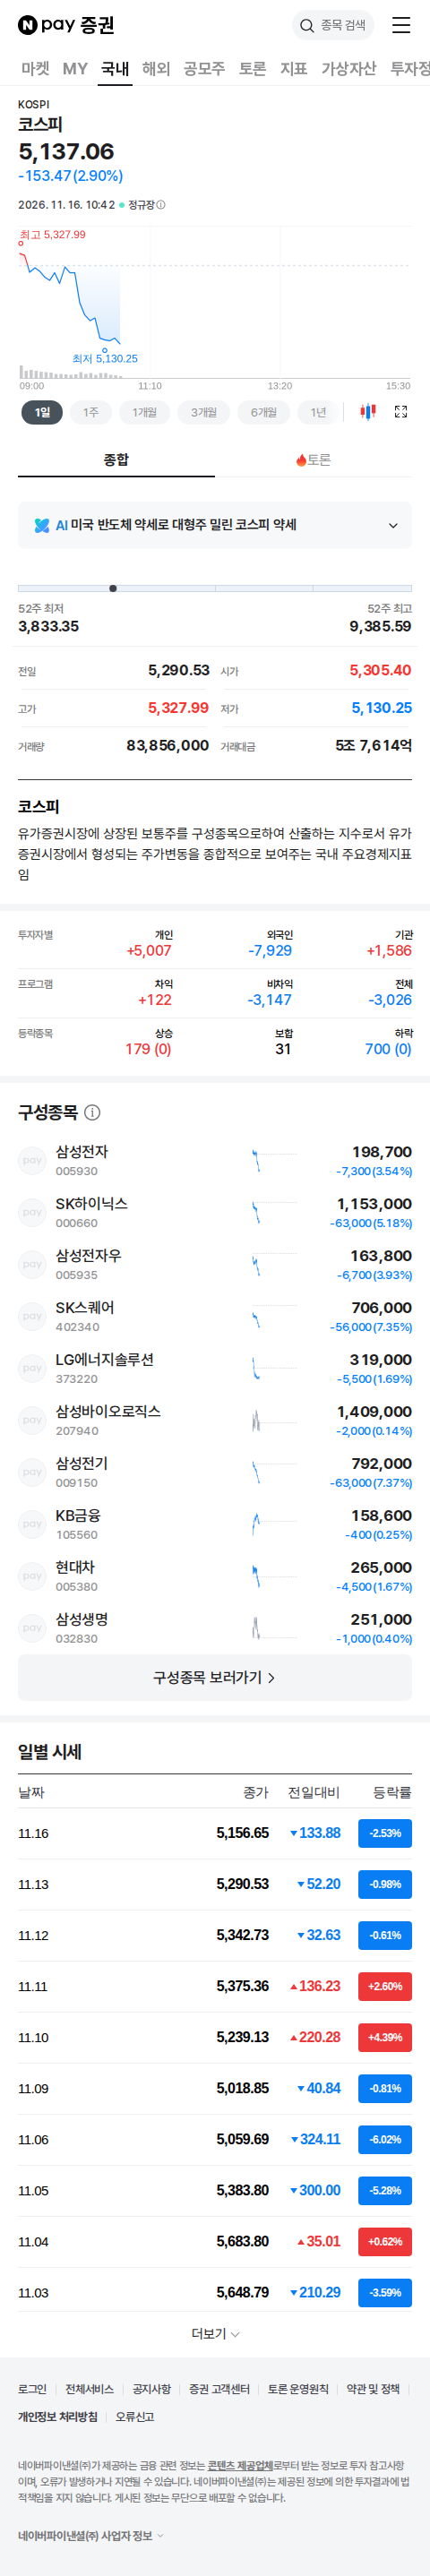 N pay 증권
종목 검색
마켓 MY 국내 해외 공모주 토론 지표 가상자산 투자정
KOSPI
코스피
5,137.06
-153.47(2.90%)
2026. 11. 16. 10:42 정규장
최고 5,327.99
최저 5,130.25
09:00 11:10 13:20 15:30
1일 1주 1개월 3개월 6개월 1년
종합 토론
AI 미국 반도체 약세로 대형주 밀린 코스피 약세
52주 최저 52주 최고
3,833.35 9,385.59
전일 5,290.53 시가 5,305.40
고가 5,327.99 저가 5,130.25
거래량 83,856,000 거래대금 5조 7,614억
코스피
유가증권시장에 상장된 보통주를 구성종목으로하여 산출하는 지수로서 유가
증권시장에서 형성되는 주가변동을 종합적으로 보여주는 국내 주요경제지표
임
투자자별 개인 외국인 기관
+5,007 -7,929 +1,586
프로그램 차익 비차익 전체
+122 -3,147 -3,026
등락종목 상승 보합 하락
179 (0) 31 700 (0)
구성종목
pay 삼성전자 198,700
005930 -7,300(3.54%)
pay SK하이닉스 1,153,000
000660 -63,000(5.18%)
pay 삼성전자우 163,800
005935 -6,700(3.93%)
pay SK스퀘어 706,000
402340 -56,000(7.35%)
pay LG에너지솔루션 319,000
373220 -5,500(1.69%)
pay 삼성바이오로직스 1,409,000
207940 -2,000(0.14%)
pay 삼성전기 792,000
009150 -63,000(7.37%)
pay KB금융 158,600
105560 -400(0.25%)
pay 현대차 265,000
005380 -4,500(1.67%)
pay 삼성생명 251,000
032830 -1,000(0.40%)
구성종목 보러가기
일별 시세
날짜 종가 전일대비 등락률
11.16 5,156.65 ▼133.88 -2.53%
11.13 5,290.53 ▼52.20 -0.98%
11.12 5,342.73 ▼32.63 -0.61%
11.11 5,375.36 ▲136.23 +2.60%
11.10 5,239.13 ▲220.28 +4.39%
11.09 5,018.85 ▼40.84 -0.81%
11.06 5,059.69 ▼324.11 -6.02%
11.05 5,383.80 ▼300.00 -5.28%
11.04 5,683.80 ▲35.01 +0.62%
11.03 5,648.79 ▼210.29 -3.59%
더보기
로그인 전체서비스 공지사항 증권 고객센터 토론 운영원칙 약관 및 정책
개인정보 처리방침 오류신고
네이버파이낸셜㈜가 제공하는 금융 관련 정보는 콘텐츠 제공업체로부터 받는 정보로 투자 참고사항
이며, 오류가 발생하거나 지연될 수 있습니다. 네이버파이낸셜㈜는 제공된 정보에 의한 투자결과에 법
적책임을 지지 않습니다. 게시된 정보는 무단으로 배포할 수 없습니다.
네이버파이낸셜㈜ 사업자 정보